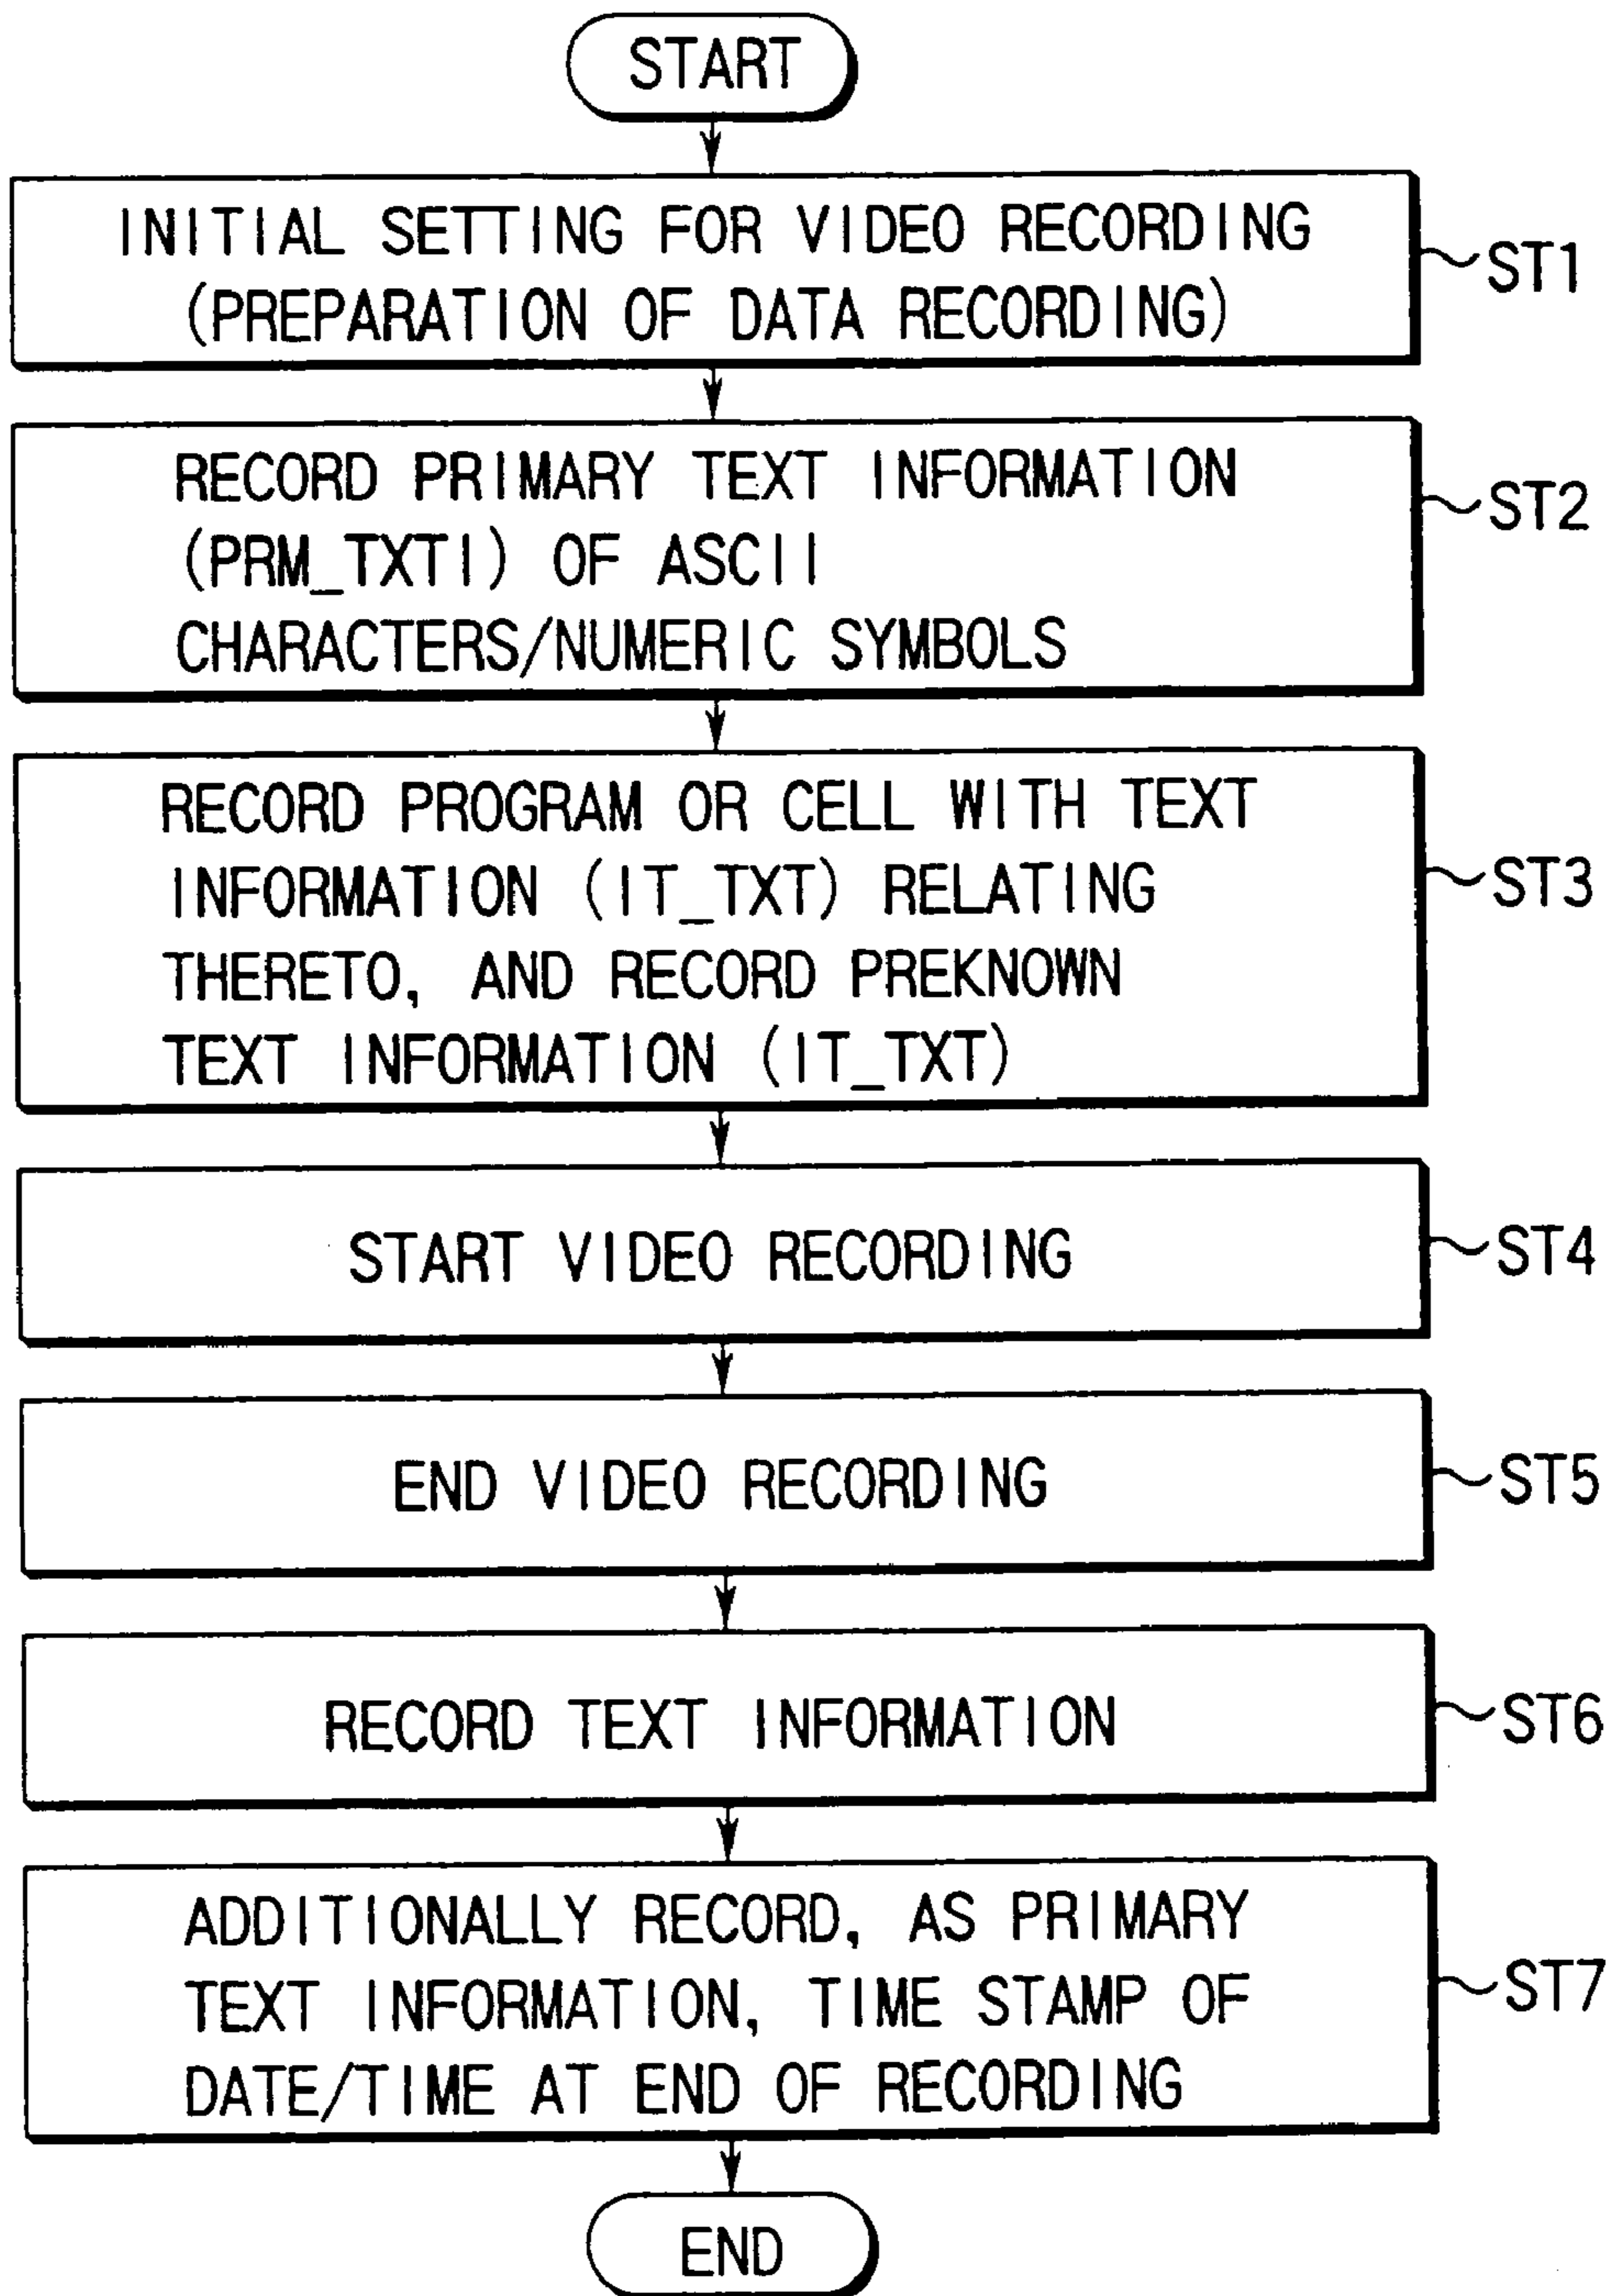 START
INITIAL SETTING FOR VIDEO RECORDING
(PREPARATION OF DATA RECORDING)
ST1
RECORD PRIMARY TEXT INFORMATION
(PRM_TXTI) OF ASCII
CHARACTERS/NUMERIC SYMBOLS
ST2
RECORD PROGRAM OR CELL WITH TEXT
INFORMATION (IT_TXT) RELATING
THERETO, AND RECORD PREKNOWN
TEXT INFORMATION (IT_TXT)
ST3
START VIDEO RECORDING
ST4
END VIDEO RECORDING
ST5
RECORD TEXT INFORMATION
ST6
ADDITIONALLY RECORD, AS PRIMARY
TEXT INFORMATION, TIME STAMP OF
DATE/TIME AT END OF RECORDING
ST7
END